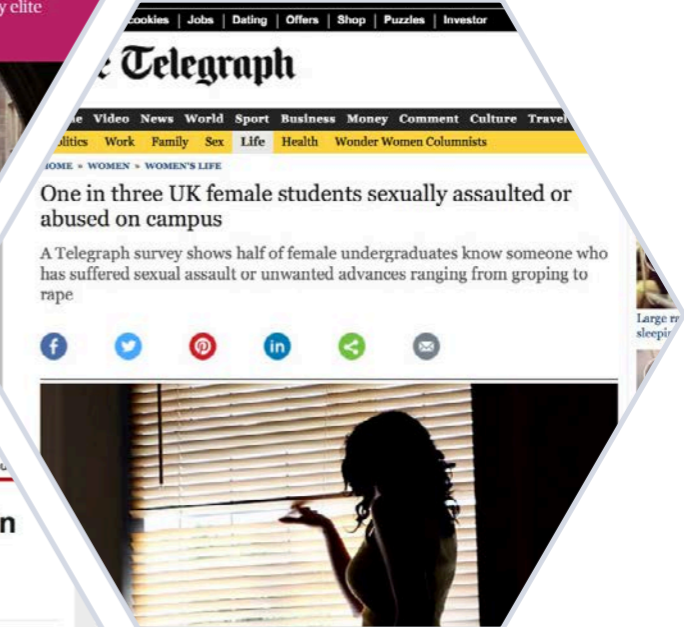 y elite
cookies | Jobs | Dating | Offers | Shop | Puzzles | Investor
Telegraph
Video News World Sport Business Money Comment Culture Travel
Work Family Sex Life Health Wonder Women Columnists
HOME » WOMEN » WOMEN'S LIFE
One in three UK female students sexually assaulted or
abused on campus
A Telegraph survey shows half of female undergraduates know someone who
has suffered sexual assault or unwanted advances ranging from groping to
rape
f
in
Large
n